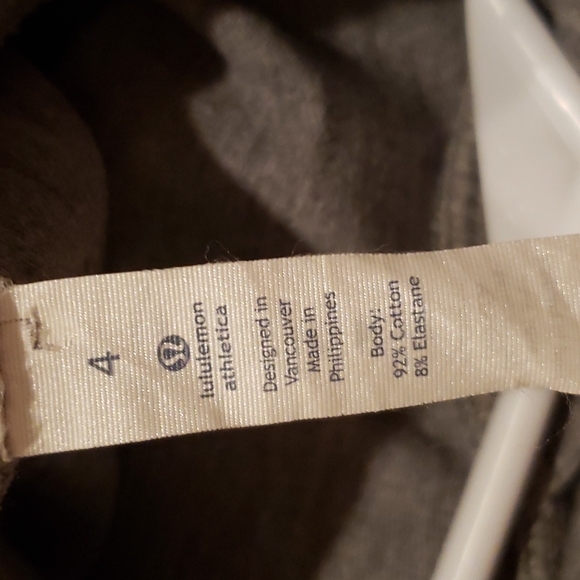 4
lululemon
athletica
Designed in
Vancouver
Made in
Philippines
Body:
92% Cotton
8% Elastane